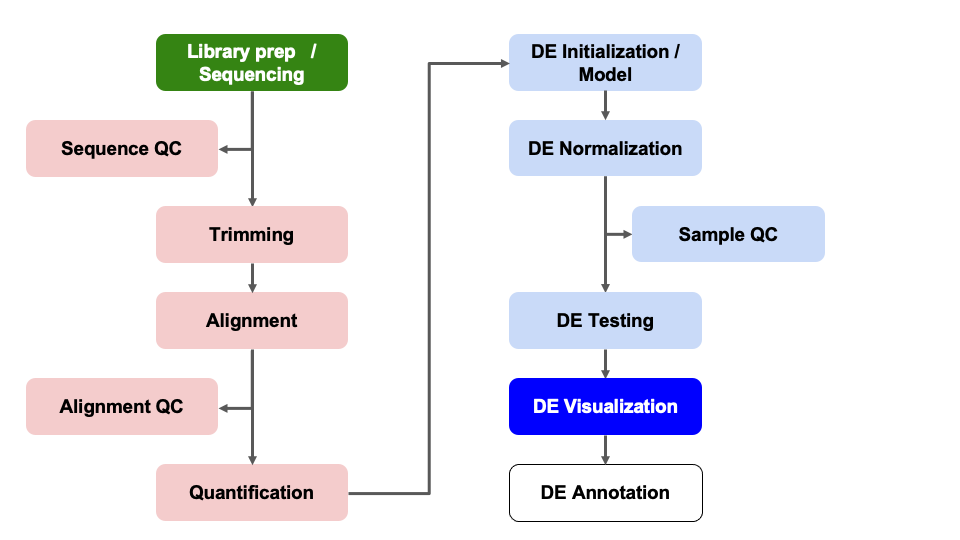 Library prep /
Sequencing
Sequence QC
Trimming
Alignment
Alignment QC
Quantification
DE Initialization /
Model
DE Normalization
Sample QC
DE Testing
DE Visualization
DE Annotation